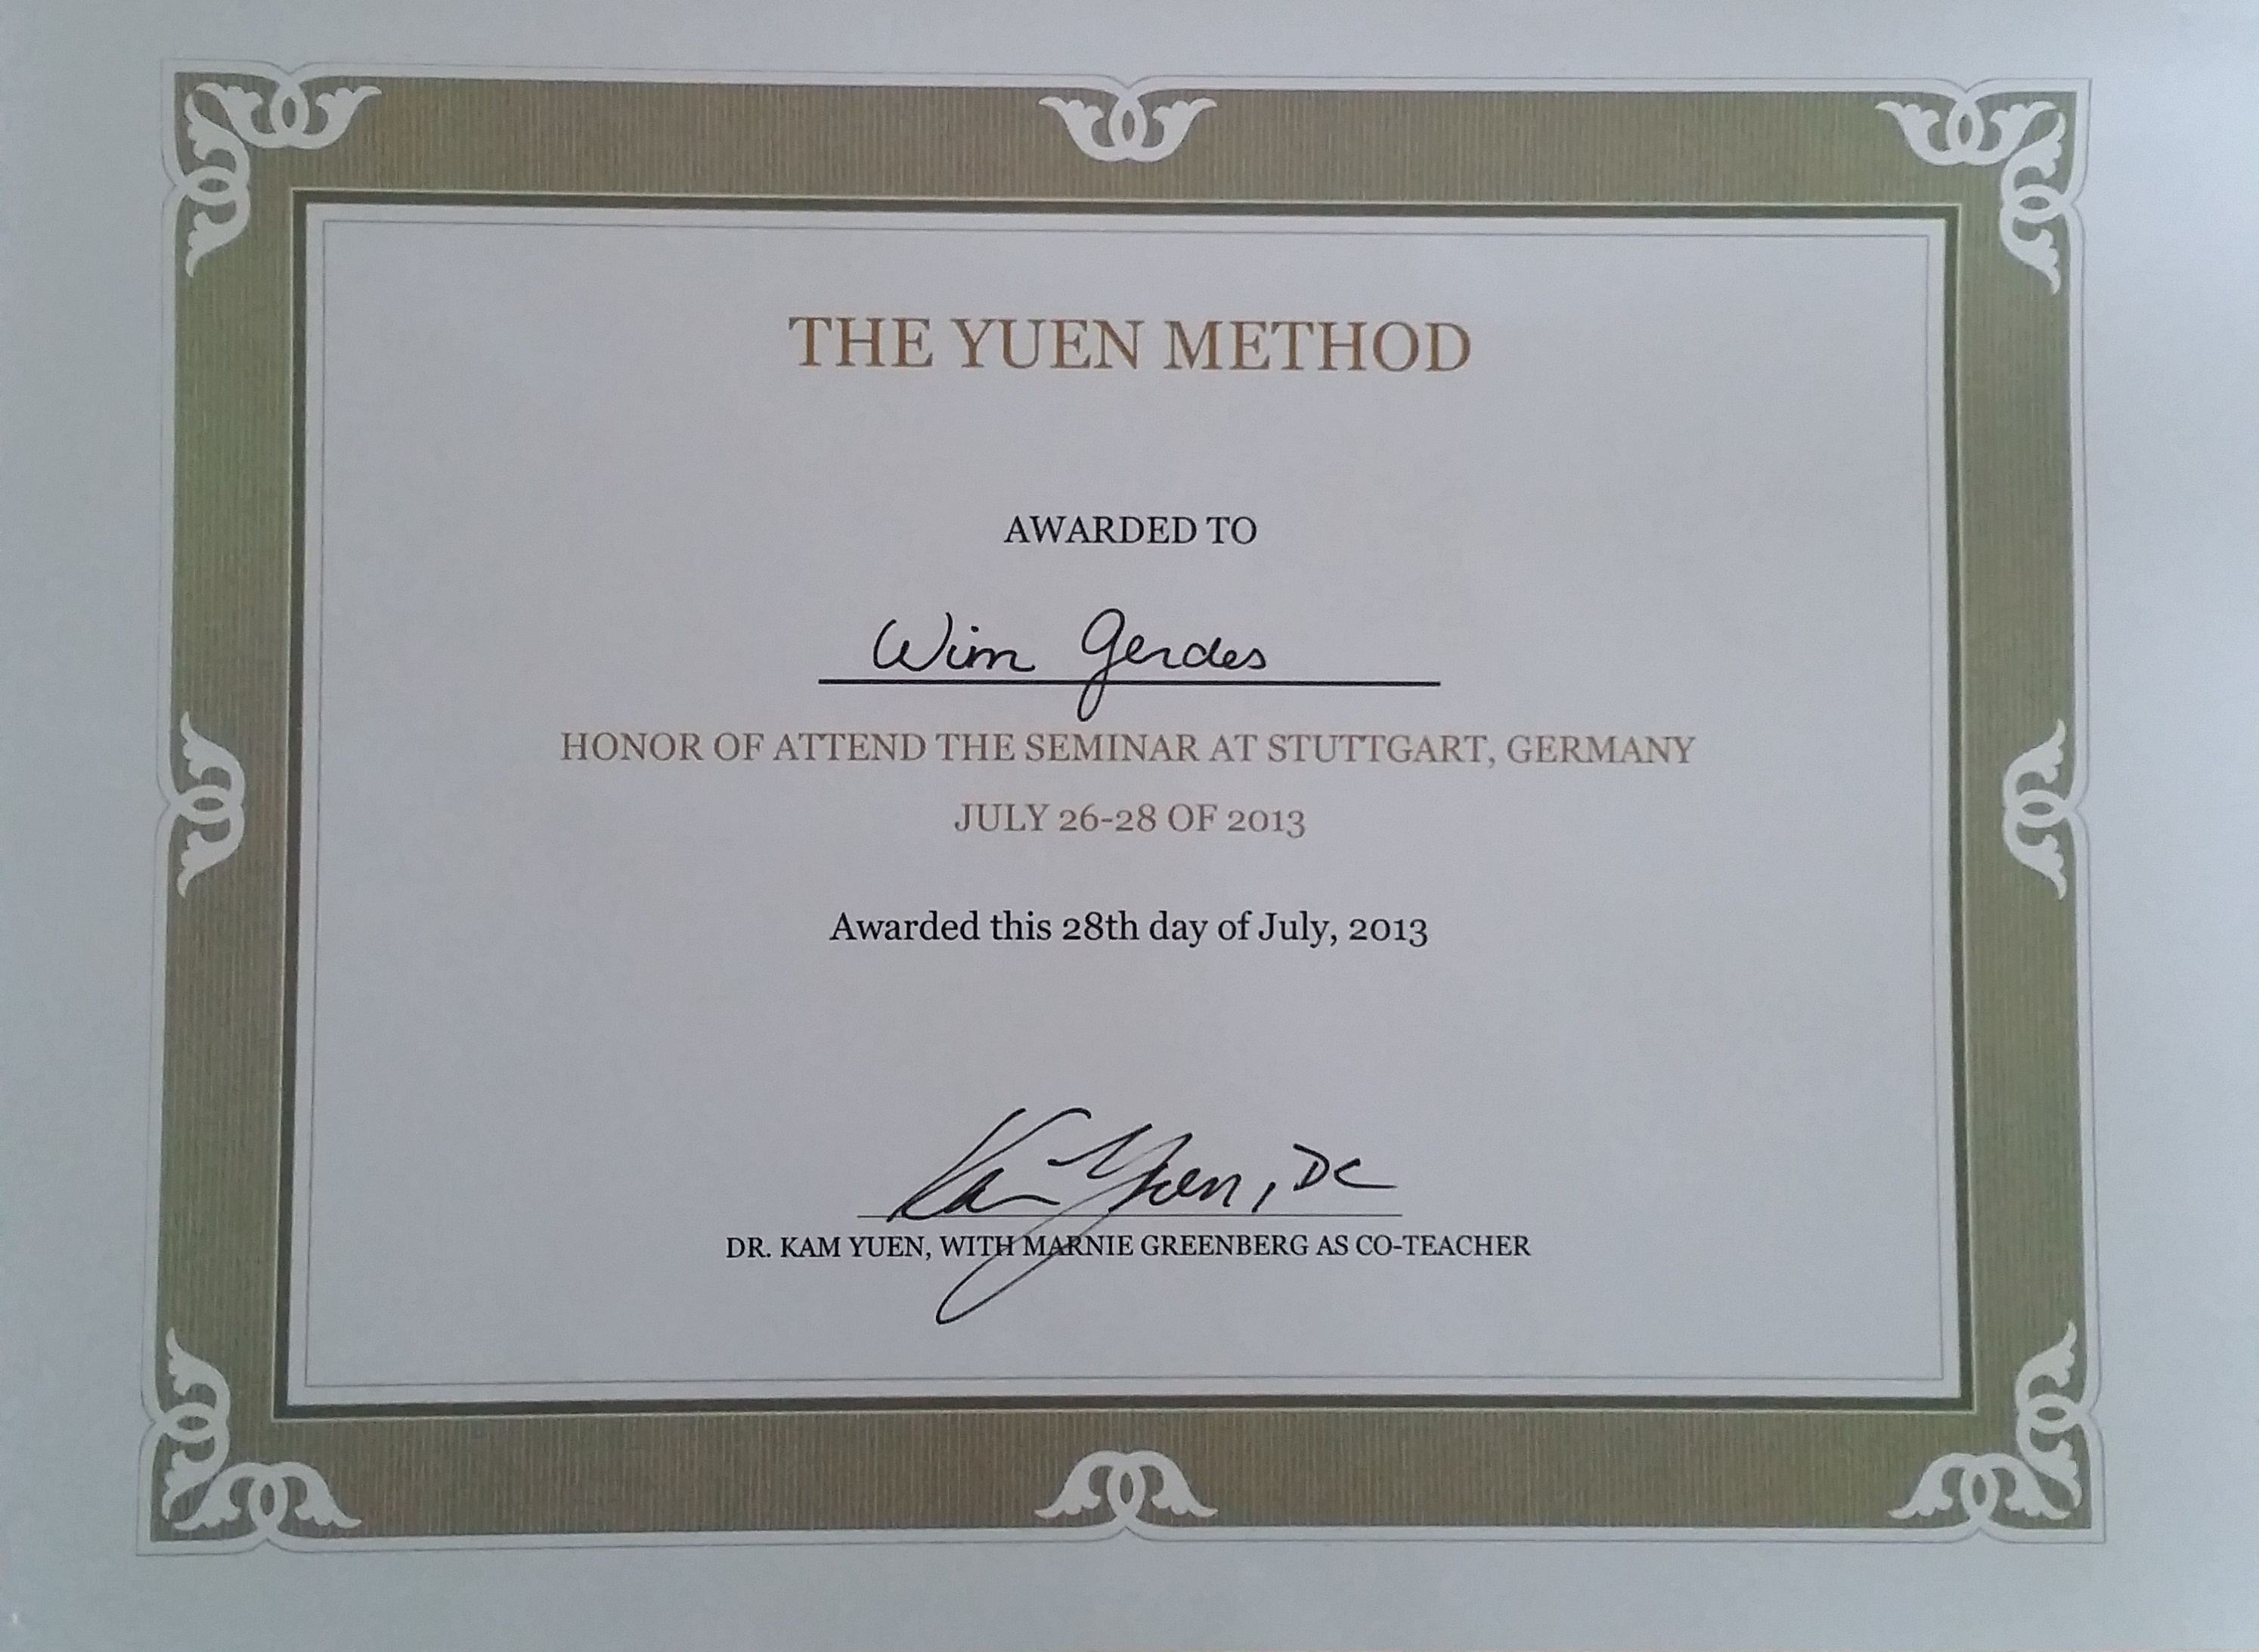 THE YUEN METHOD
AWARDED TO
Wim Gerdes
HONOR OF ATTEND THE SEMINAR AT STUTTGART, GERMANY
JULY 26-28 OF 2013
Awarded this 28th day of July, 2013
Kam Yuen, DC
DR. KAM YUEN, WITH MARNIE GREENBERG AS CO-TEACHER